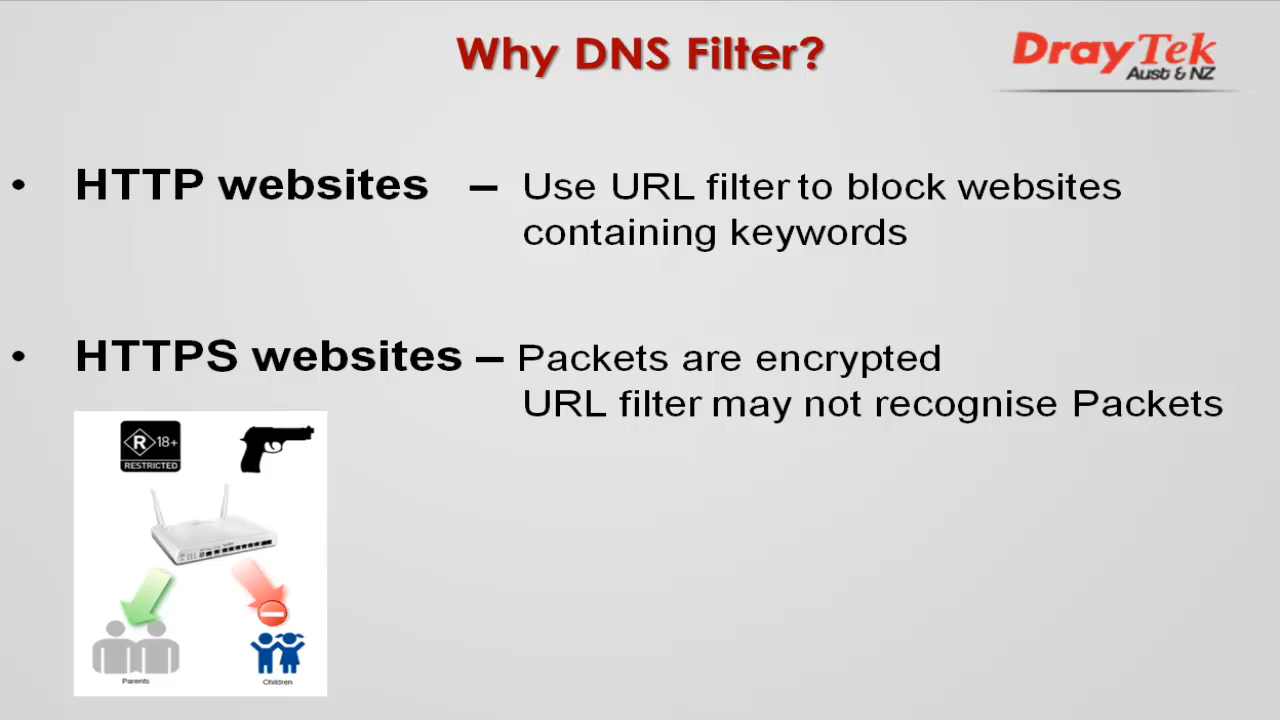 Why DNS Filter?
DrayTek
Aust & NZ
• HTTP websites – Use URL filter to block websites
containing keywords
• HTTPS websites – Packets are encrypted
URL filter may not recognise Packets
R 18+
RESTRICTED
Parents
Children